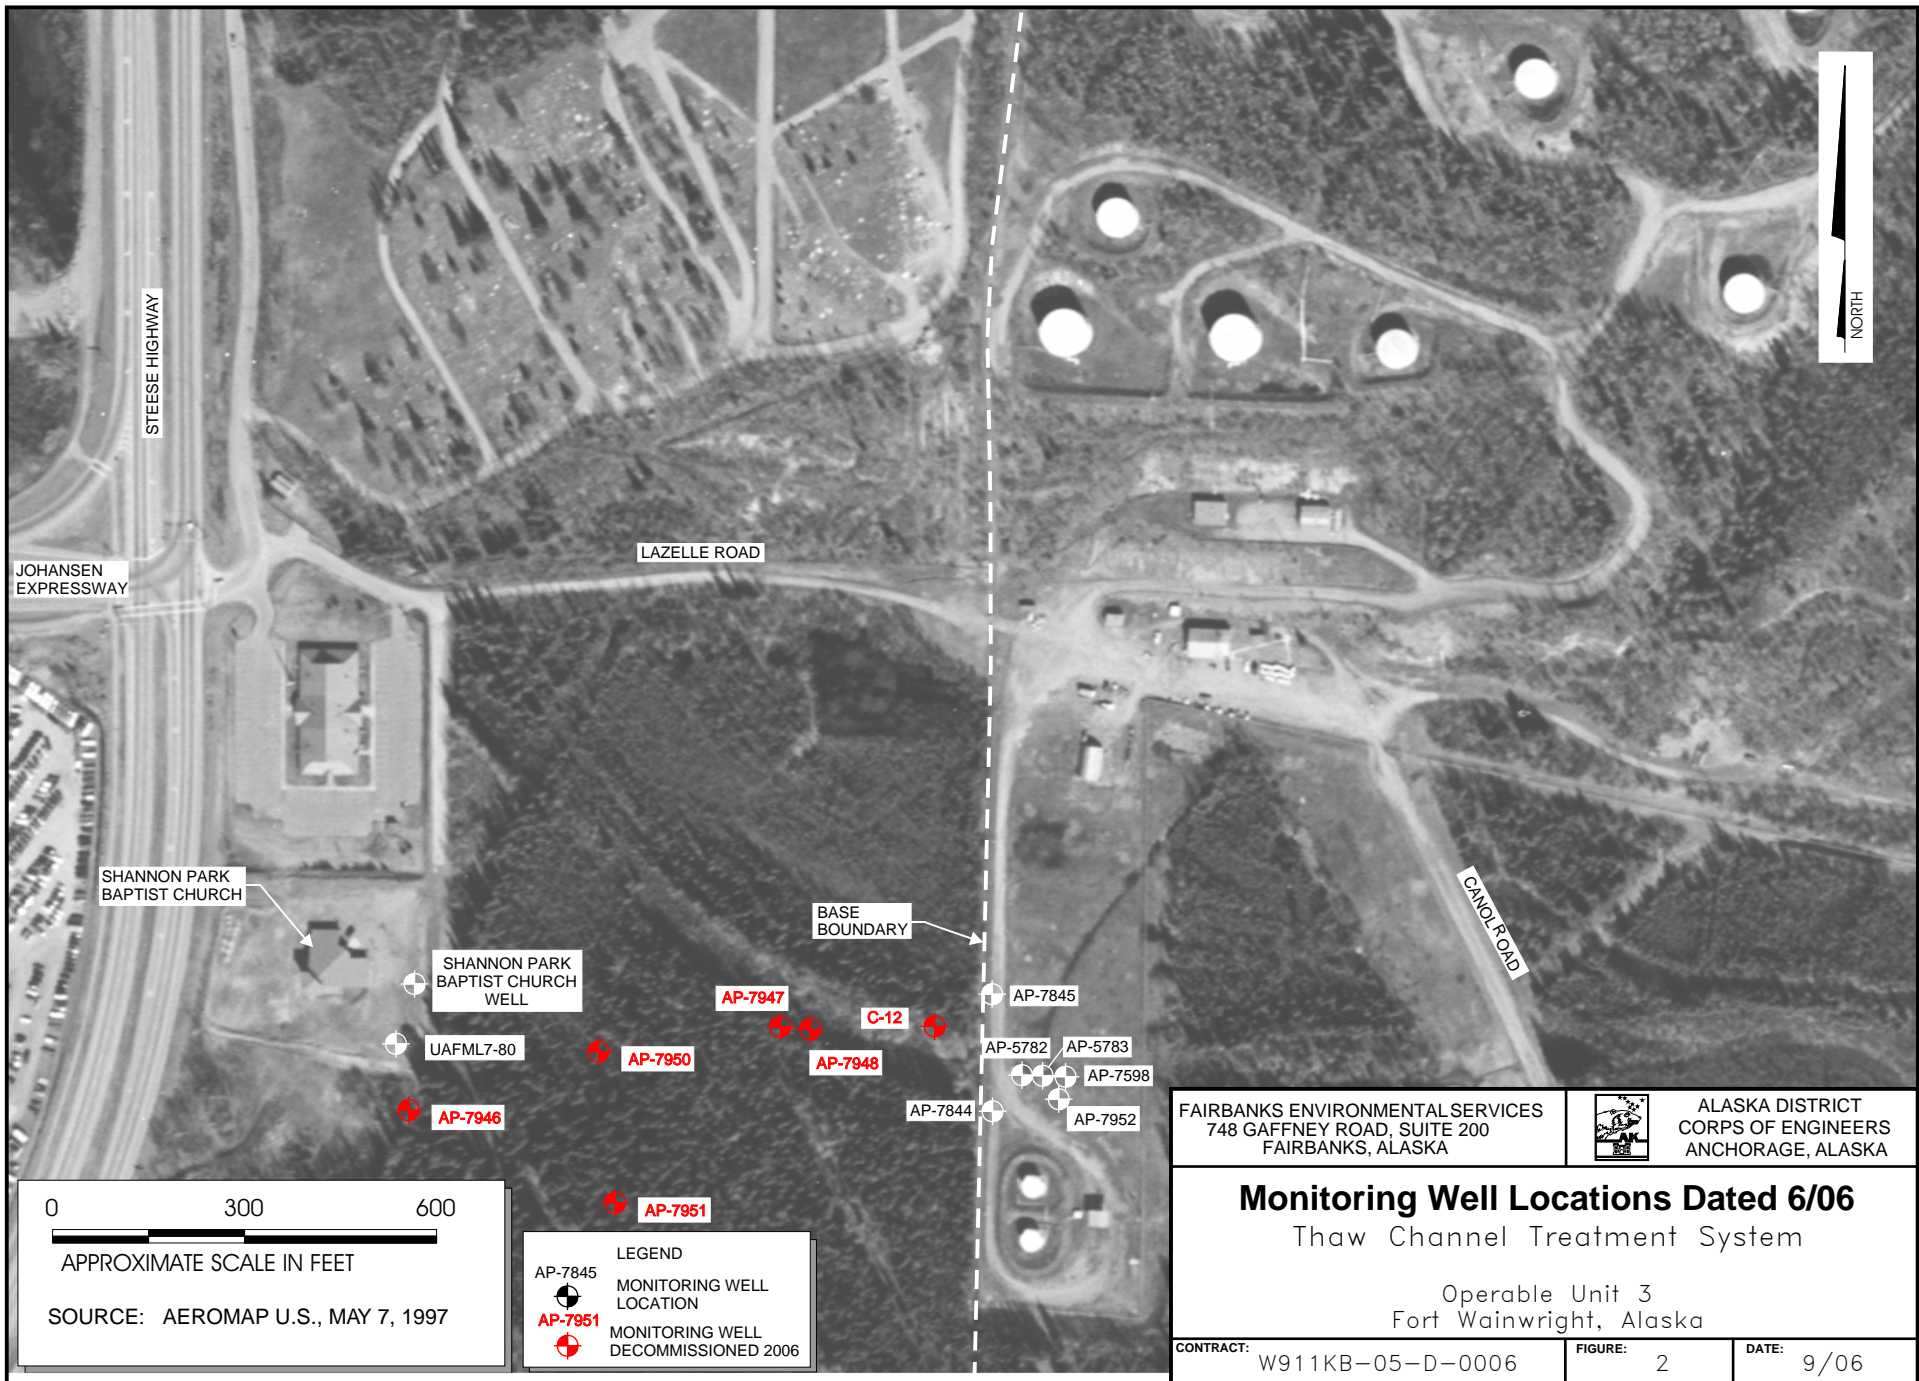 STEESE HIGHWAY
NORTH
JOHANSEN
EXPRESSWAY
LAZELLE ROAD
SHANNON PARK
BAPTIST CHURCH
BASE
BOUNDARY
CANOL ROAD
SHANNON PARK
BAPTIST CHURCH
WELL
AP-7947
C-12
AP-7845
UAFML7-80
AP-7950
AP-7948
AP-5782
AP-5783
AP-7598
AP-7946
AP-7844
AP-7952
AP-7951
0 300 600
APPROXIMATE SCALE IN FEET
SOURCE: AEROMAP U.S., MAY 7, 1997
LEGEND
AP-7845
MONITORING WELL
LOCATION
AP-7951
MONITORING WELL
DECOMMISSIONED 2006
FAIRBANKS ENVIRONMENTAL SERVICES
748 GAFFNEY ROAD, SUITE 200
FAIRBANKS, ALASKA
AK
ALASKA DISTRICT
CORPS OF ENGINEERS
ANCHORAGE, ALASKA
Monitoring Well Locations Dated 6/06
Thaw Channel Treatment System
Operable Unit 3
Fort Wainwright, Alaska
CONTRACT: W911KB-05-D-0006
FIGURE: 2
DATE: 9/06